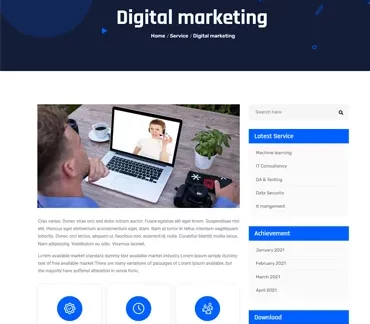 Digital marketing
Home / Service / Digital marketing
Search here
Latest Service
Machine learning
IT Consultancy
QA & Testing
Data Security
It mangement
Achievement
January 2021
February 2021
March 2021
April 2021
Download
Cras varius. Donec vitae orci sed dolor rutrum auctor. Fusce egestas elit eget lorem. Suspendisse nisl
elit, rhoncus eget elementum acondimentum eget, diam. Nam at tortor in tellus interdum sagittis.
Donec orci lectus, aliquam ut, faucibus non, euismod id, nulla. Curabitur blandit mollis lacus.
Nam adipiscing. Vestibulum eu odio. Vivamus laoreet.
Lorem available market standard dummy text available market industry Lorem Ipsum simply dummy text of free available
market. There are many variations of passages of Lorem Ipsum available, but
the majority have suffered alteration in some form,